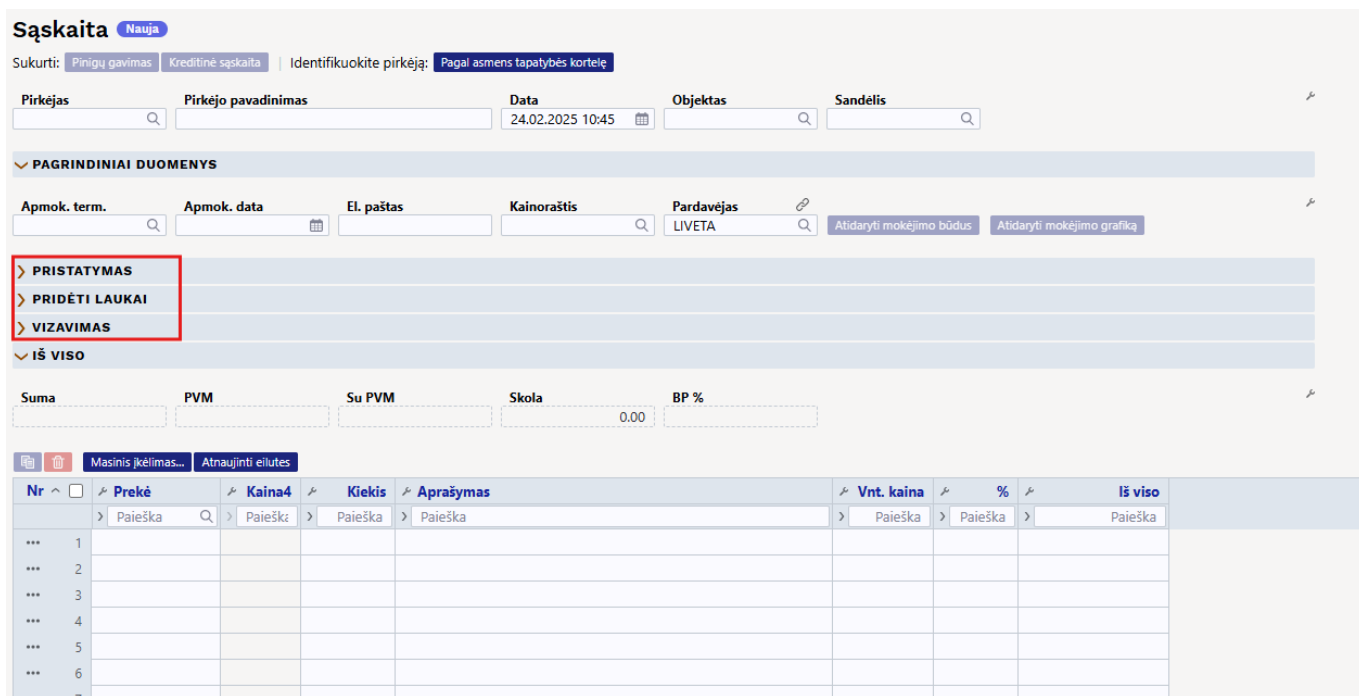 Sąskaita Nauja
Sukurti: Pinigų gavimas Kreditinė sąskaita | Identifikuokite pirkėją: Pagal asmens tapatybės kortelę
Pirkėjas Pirkėjo pavadinimas Data Objektas Sandėlis
24.02.2025 10:45
PAGRINDINIAI DUOMENYS
Apmok. term. Apmok. data El. paštas Kainoraštis Pardavėjas
LIVETA Atidaryti mokėjimo būdus Atidaryti mokėjimo grafiką
PRISTATYMAS
PRIDĖTI LAUKAI
VIZAVIMAS
IŠ VISO
Suma PVM Su PVM Skola BP %
0.00
Masinis įkėlimas... Atnaujinti eilutes
Nr Prekė Kaina4 Kiekis Aprašymas Vnt. kaina % Iš viso
Paieška Paieška Paieška Paieška Paieška Paieška Paieška
1
2
3
4
5
6